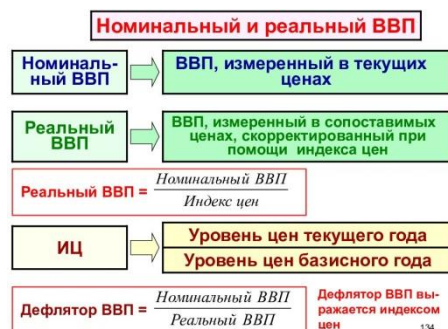 Номинальный и реальный ВВП
Номиналь-
ный ВВП
ВВП, измеренный в текущих
ценах
Реальный
ВВП
ВВП, измеренный в сопоставимых
ценах, скорректированный при
помощи индекса цен
Реальный ВВП = Номинальный ВВП
Индекс цен
ИЦ
Уровень цен текущего года
Уровень цен базисного года
Дефлятор ВВП = Номинальный ВВП
Реальный ВВП
Дефлятор ВВП вы-
ражается индексом
цен
134